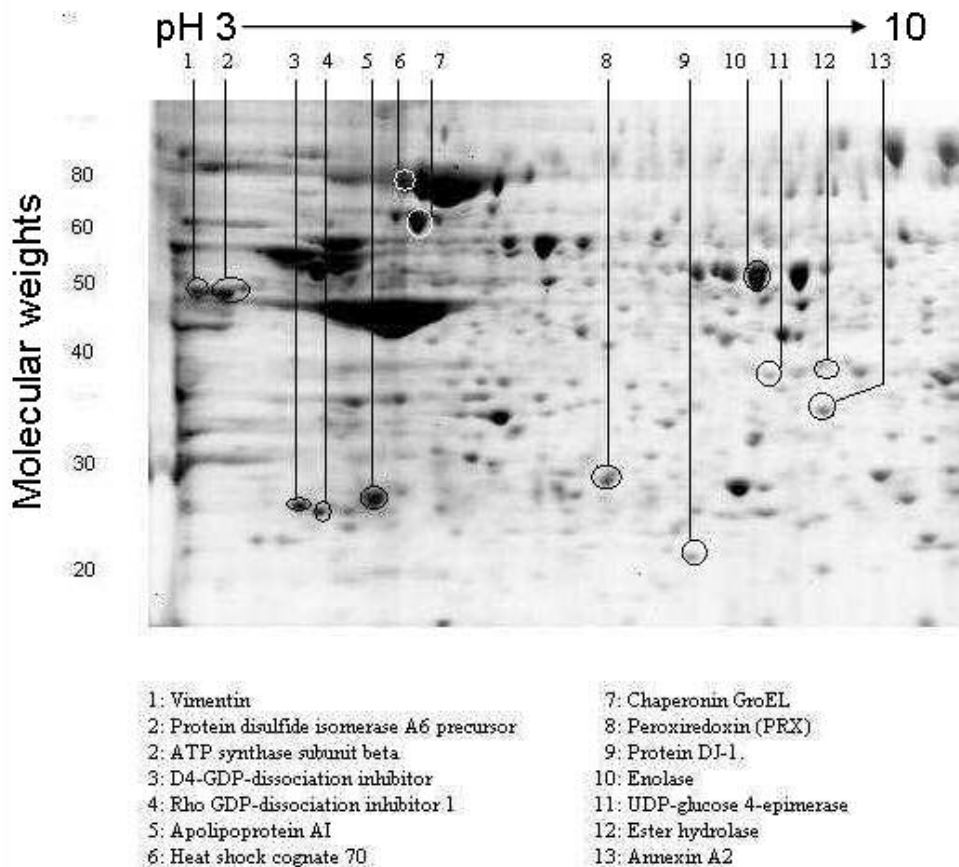 pH 3 10
1 2 3 4 5 6 7 8 9 10 11 12 13
Molecular weights
80
60
50
40
30
20
1: Vimentin
2: Protein disulfide isomerase A6 precursor
2: ATP synthase subunit beta
3: D4-GDP-dissociation inhibitor
4: Rho GDP-dissociation inhibitor 1
5: Apolipoprotein AI
6: Heat shock cognate 70
7: Chaperonin GroEL
8: Peroxiredoxin (PRX)
9: Protein DJ-1.
10: Enolase
11: UDP-glucose 4-epimerase
12: Ester hydrolase
13: Annexin A2